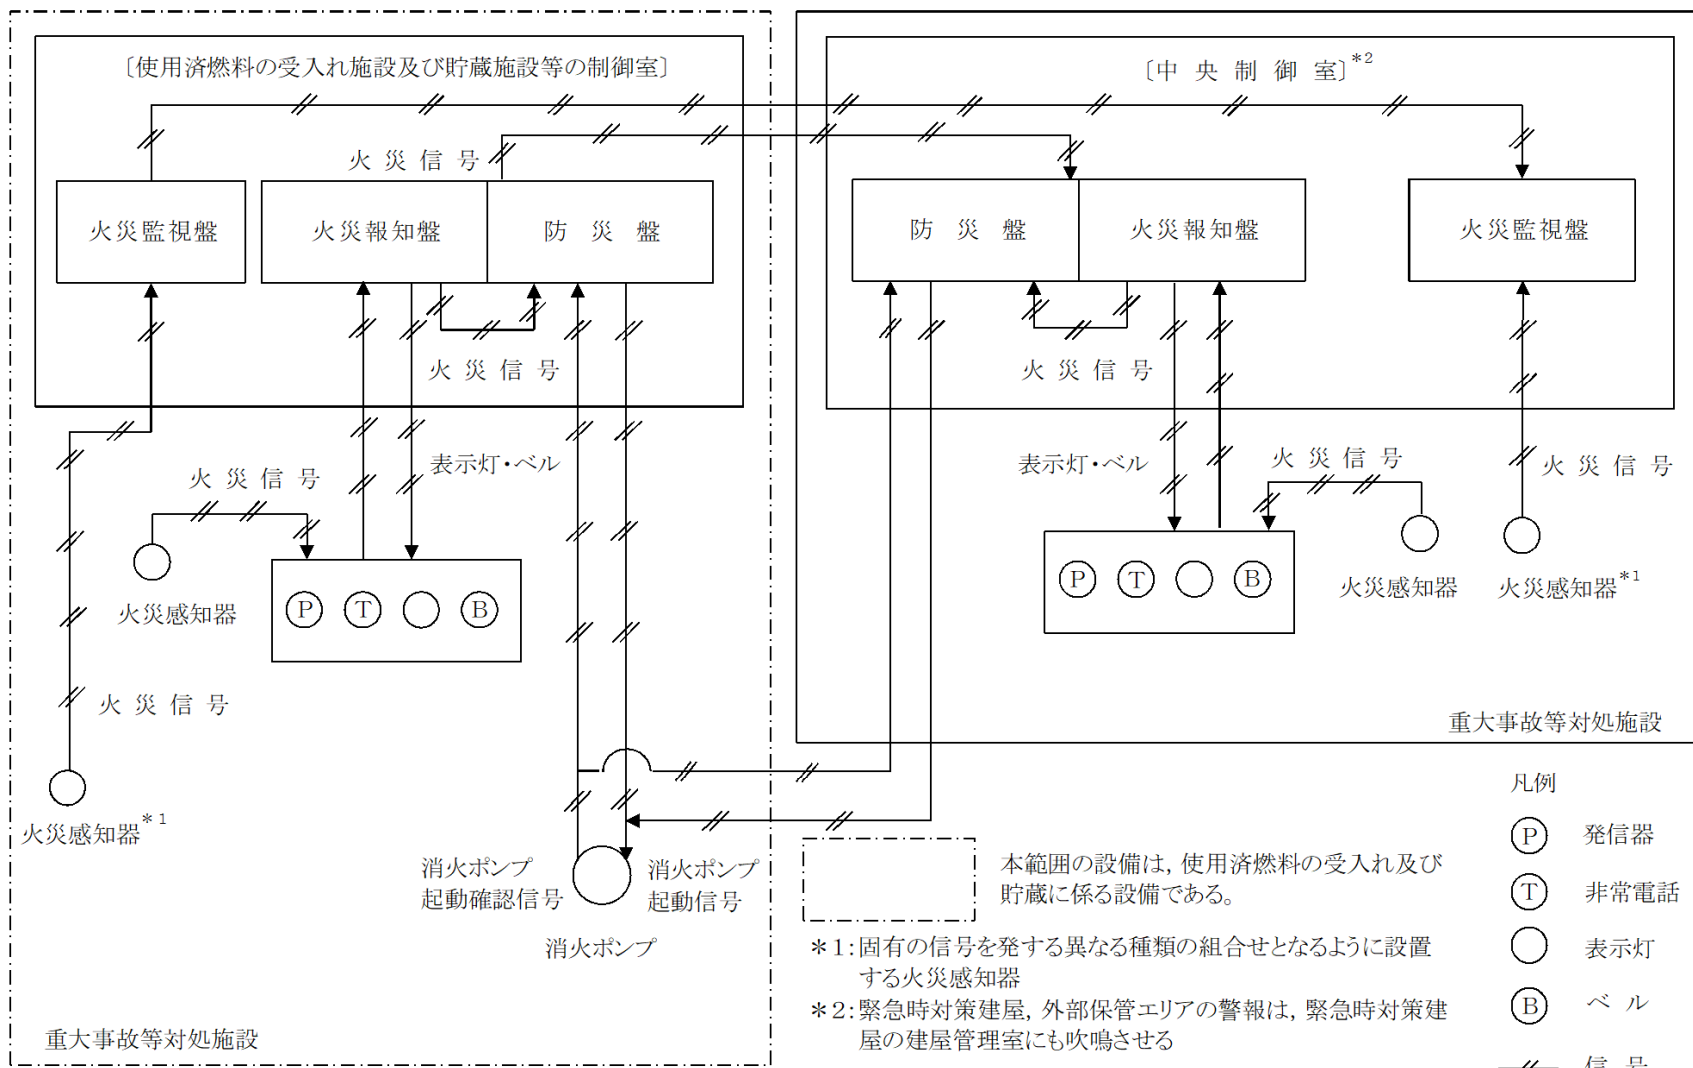 〔使用済燃料の受入れ施設及び貯蔵施設等の制御室〕
火災信号
火災監視盤
火災報知盤
防災盤
火災信号
表示灯・ベル
火災信号
火災感知器
P
T
B
火災信号
火災感知器＊1
消火ポンプ
起動確認信号
消火ポンプ
起動信号
消火ポンプ
重大事故等対処施設
〔中央制御室〕＊2
防災盤
火災報知盤
火災監視盤
火災信号
表示灯・ベル
火災信号
火災信号
P
T
B
火災感知器
火災感知器＊1
重大事故等対処施設
本範囲の設備は，使用済燃料の受入れ及び
貯蔵に係る設備である。
＊1：固有の信号を発する異なる種類の組合せとなるように設置
する火災感知器
＊2：緊急時対策建屋，外部保管エリアの警報は，緊急時対策建
屋の建屋管理室にも吹鳴させる
凡例
P 発信器
T 非常電話
表示灯
B ベル
信号